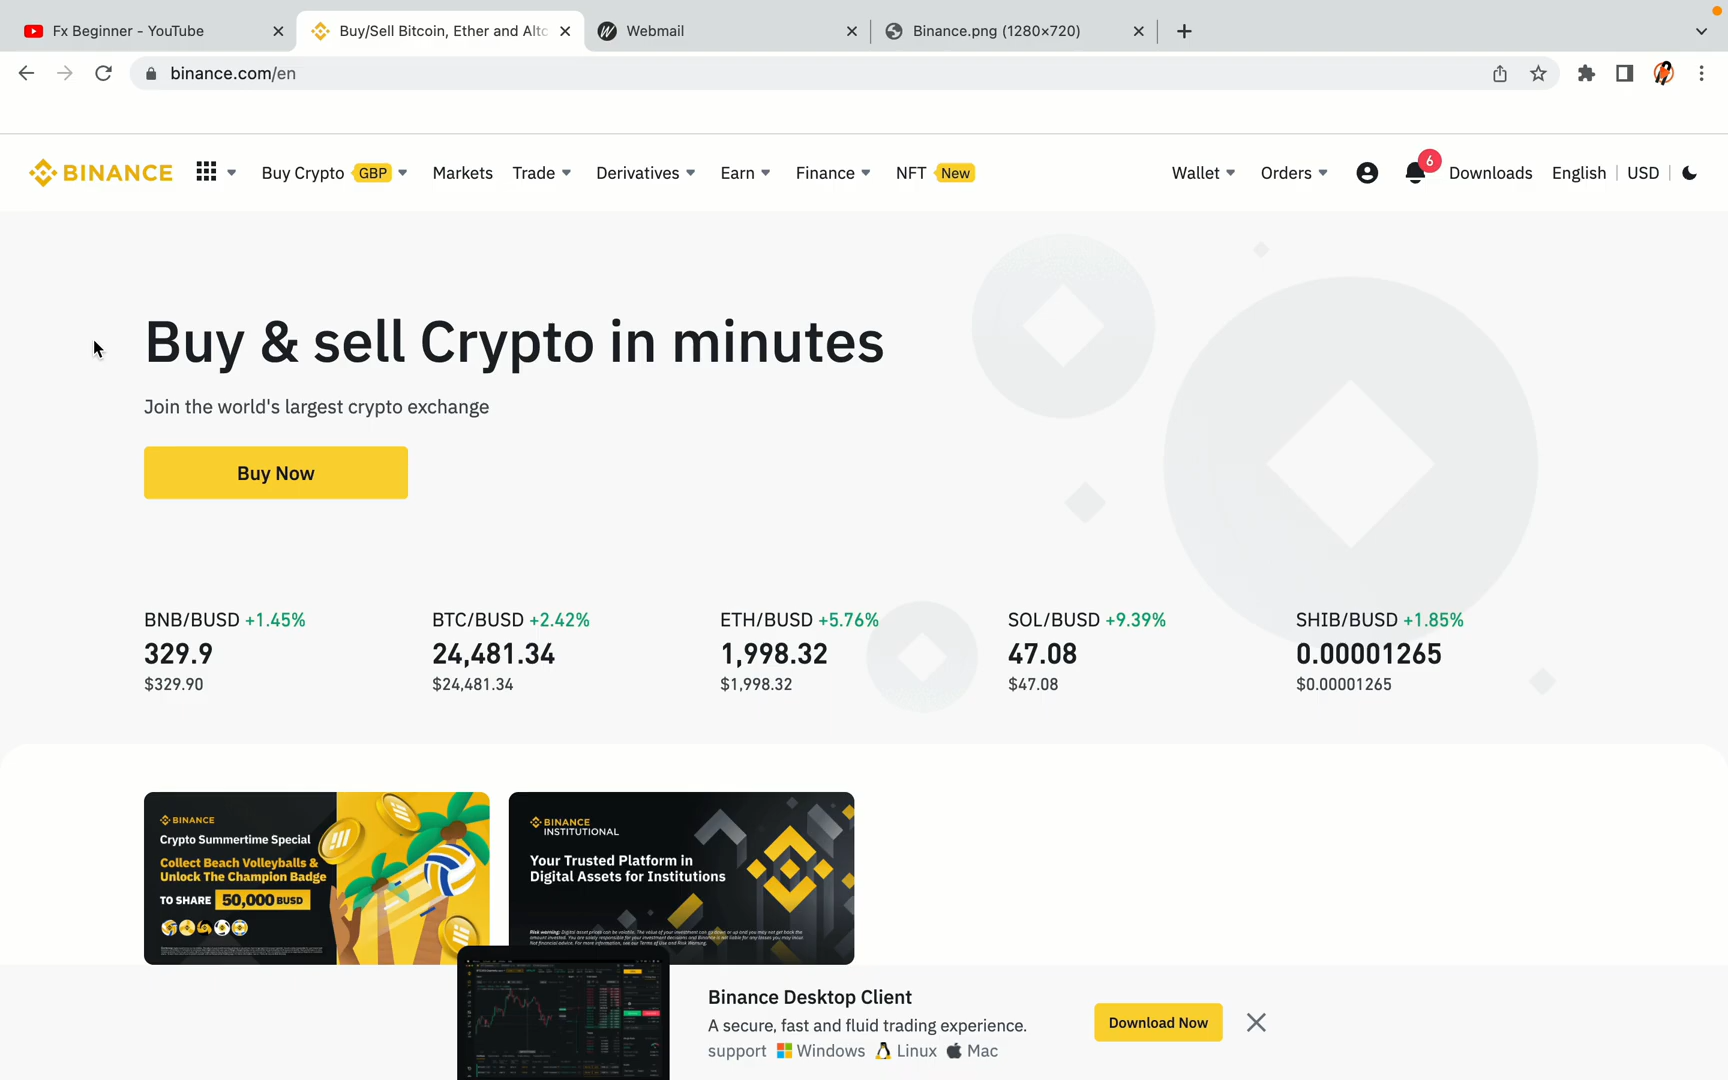 Fx Beginner - YouTube
Buy/Sell Bitcoin, Ether and Altc
Webmail
Binance.png (1280×720)
binance.com/en
BINANCE
Buy Crypto GBP
Markets
Trade
Derivatives
Earn
Finance
NFT New
Wallet
Orders
6
Downloads
English
USD
Buy & sell Crypto in minutes
Join the world's largest crypto exchange
Buy Now
BNB/BUSD +1.45%
329.9
$329.90
BTC/BUSD +2.42%
24,481.34
$24,481.34
ETH/BUSD +5.76%
1,998.32
$1,998.32
SOL/BUSD +9.39%
47.08
$47.08
SHIB/BUSD +1.85%
0.00001265
$0.00001265
BINANCE
Crypto Summertime Special
Collect Beach Volleyballs &
Unlock The Champion Badge
TO SHARE 50,000 BUSD
BINANCE
INSTITUTIONAL
Your Trusted Platform in
Digital Assets for Institutions
Binance Desktop Client
A secure, fast and fluid trading experience.
support Windows Linux Mac
Download Now